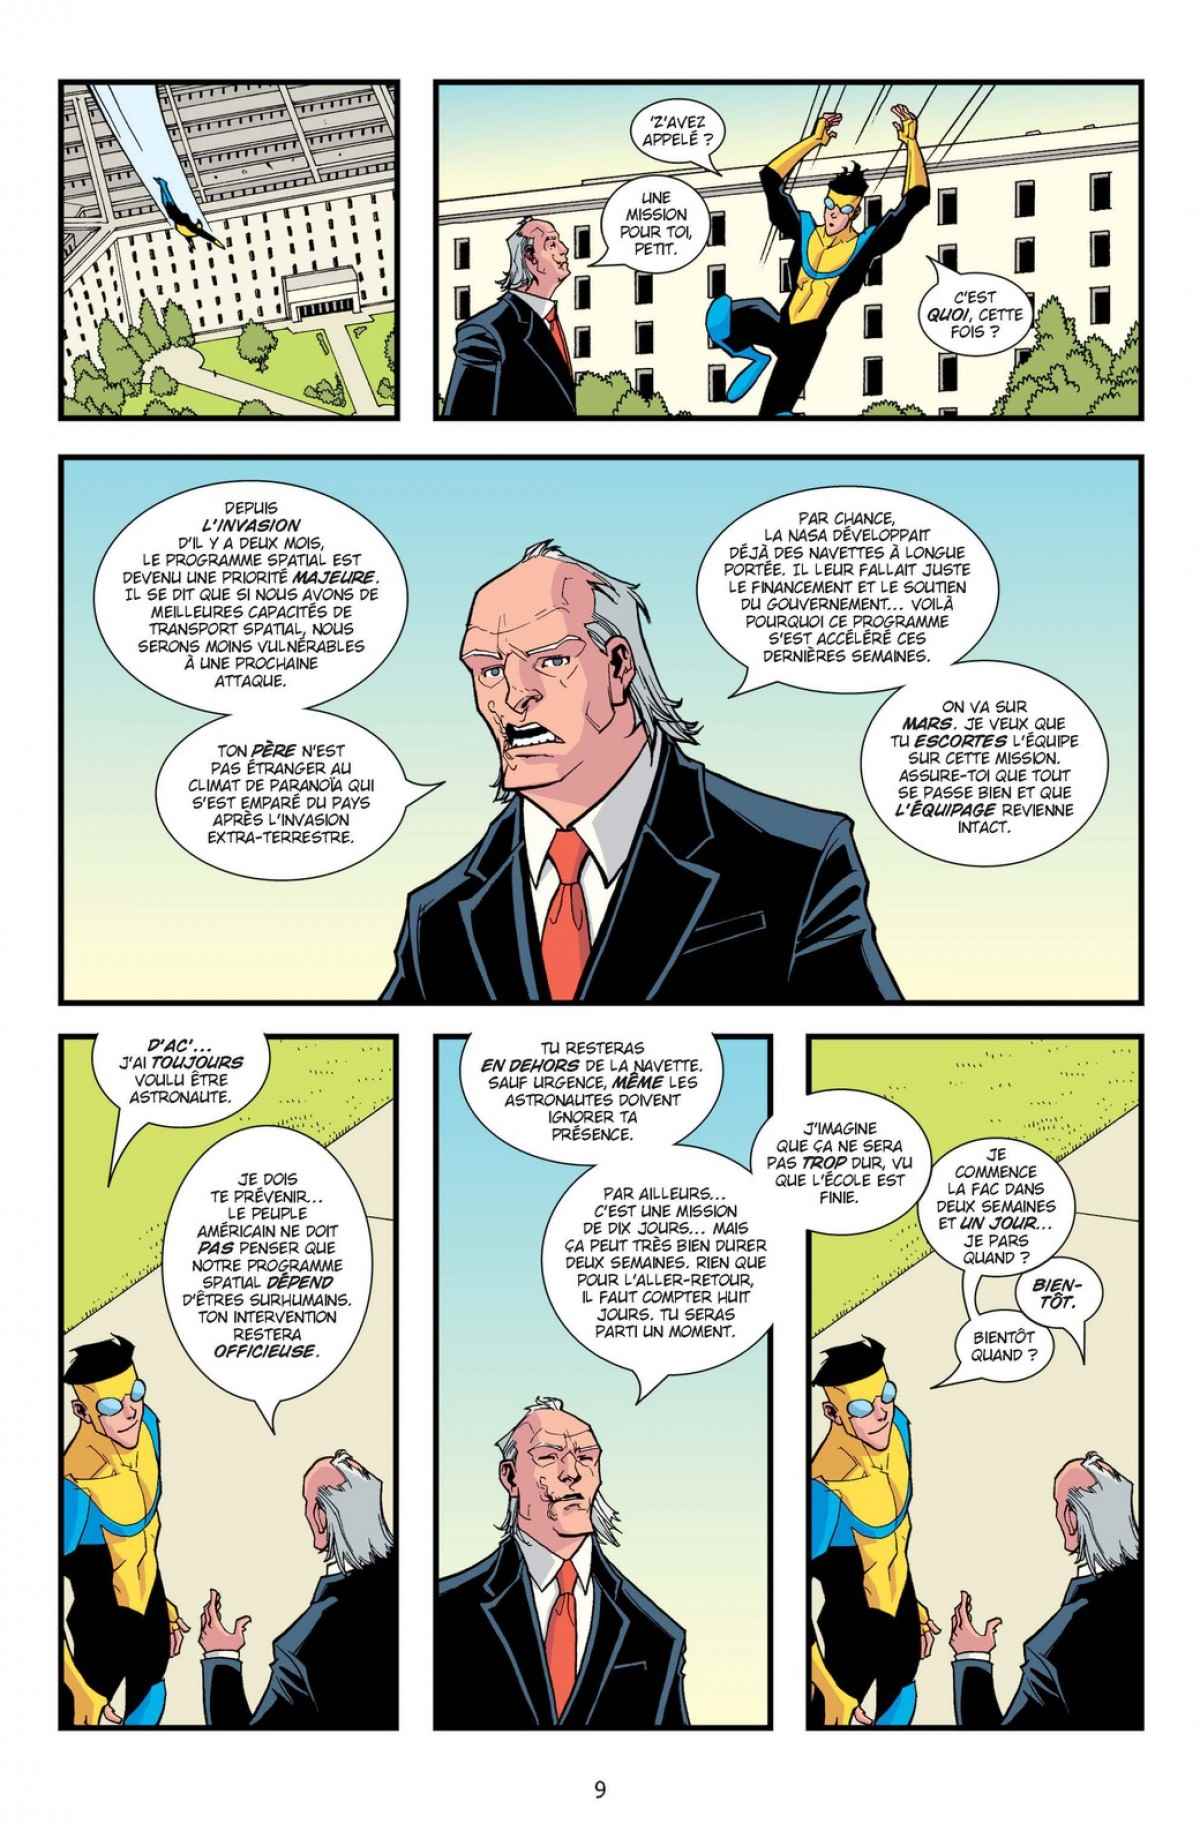 'Z'AVEZ
APPELÉ ?
UNE
MISSION
POUR TOI,
PETIT.
C'EST
QUOI, CETTE
FOIS ?
DEPUIS
L'INVASION
D'IL Y A DEUX MOIS,
LE PROGRAMME SPATIAL EST
DEVENU UNE PRIORITÉ MAJEURE.
IL SE DIT QUE SI NOUS AVONS DE
MEILLEURES CAPACITÉS DE
TRANSPORT SPATIAL, NOUS
SERONS MOINS VULNÉRABLES
À UNE PROCHAINE
ATTAQUE.
TON PÈRE N'EST
PAS ÉTRANGER AU
CLIMAT DE PARANOÏA QUI
S'EST EMPARÉ DU PAYS
APRÈS L'INVASION
EXTRA-TERRESTRE.
PAR CHANCE,
LA NASA DÉVELOPPAIT
DÉJÀ DES NAVETTES À LONGUE
PORTÉE. IL LEUR FALLAIT JUSTE
LE FINANCEMENT ET LE SOUTIEN
DU GOUVERNEMENT... VOILÀ
POURQUOI CE PROGRAMME
S'EST ACCÉLÉRÉ CES
DERNIÈRES SEMAINES.
ON VA SUR
MARS. JE VEUX QUE
TU ESCORTES L'ÉQUIPE
SUR CETTE MISSION.
ASSURE-TOI QUE TOUT
SE PASSE BIEN ET QUE
L'ÉQUIPAGE REVIENNE
INTACT.
D'AC'...
J'AI TOUJOURS
VOULU ÊTRE
ASTRONAUTE.
JE DOIS
TE PRÉVENIR...
LE PEUPLE
AMÉRICAIN NE DOIT
PAS PENSER QUE
NOTRE PROGRAMME
SPATIAL DÉPEND
D'ÊTRES SURHUMAINS.
TON INTERVENTION
RESTERA
OFFICIEUSE.
TU RESTERAS
EN DEHORS DE LA NAVETTE.
SAUF URGENCE, MÊME LES
ASTRONAUTES DOIVENT
IGNORER TA
PRÉSENCE.
PAR AILLEURS...
C'EST UNE MISSION
DE DIX JOURS... MAIS
ÇA PEUT TRÈS BIEN DURER
DEUX SEMAINES. RIEN QUE
POUR L'ALLER-RETOUR,
IL FAUT COMPTER HUIT
JOURS. TU SERAS
PARTI UN MOMENT.
J'IMAGINE
QUE ÇA NE SERA
PAS TROP DUR, VU
QUE L'ÉCOLE EST
FINIE.
JE
COMMENCE
LA FAC DANS
DEUX SEMAINES
ET UN JOUR...
JE PARS
QUAND ?
BIEN-
TÔT.
BIENTÔT
QUAND ?
9